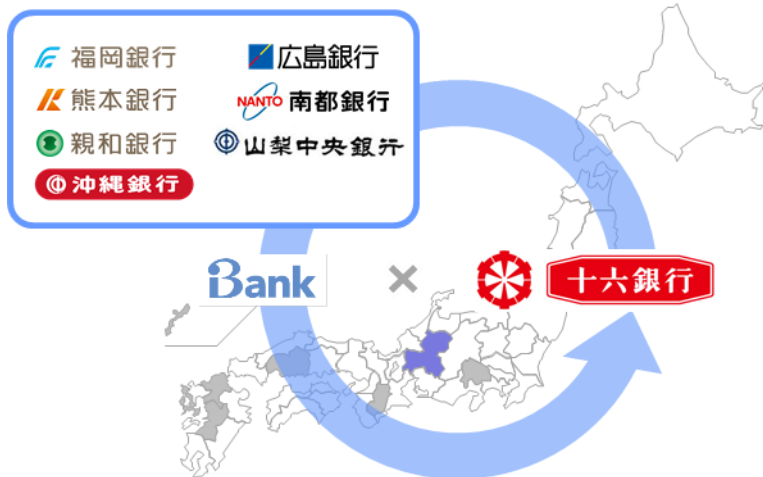 福岡銀行
広島銀行
熊本銀行
NANTO 南都銀行
親和銀行
山梨中央銀行
沖縄銀行
iBank
×
十六銀行